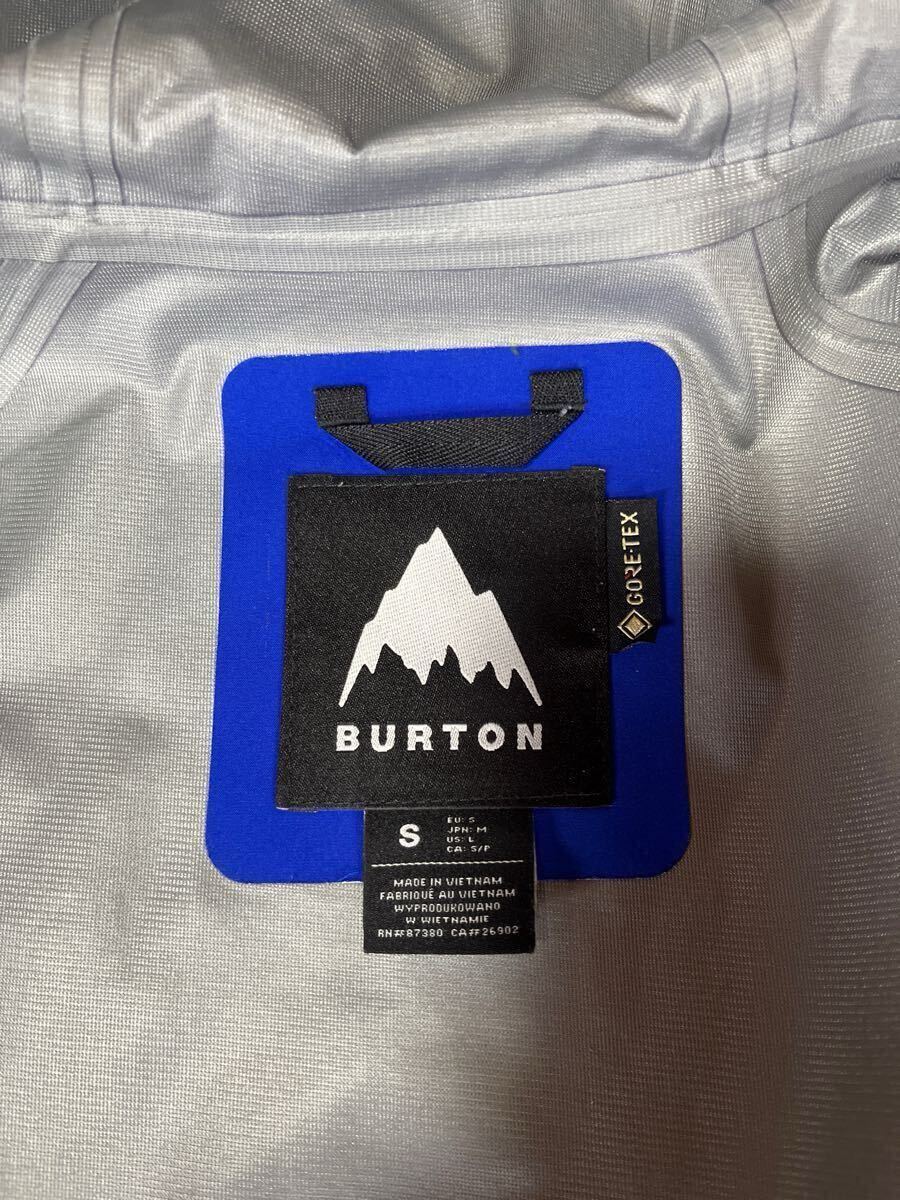 BURTON
GORE-TEX
S
EU: S
JPN: M
US: L
CA: S/P
MADE IN VIETNAM
FABRIQUÉ AU VIETNAM
WYPRODUKOWANO
W WIETNAMIE
RN#87380 CA#26902